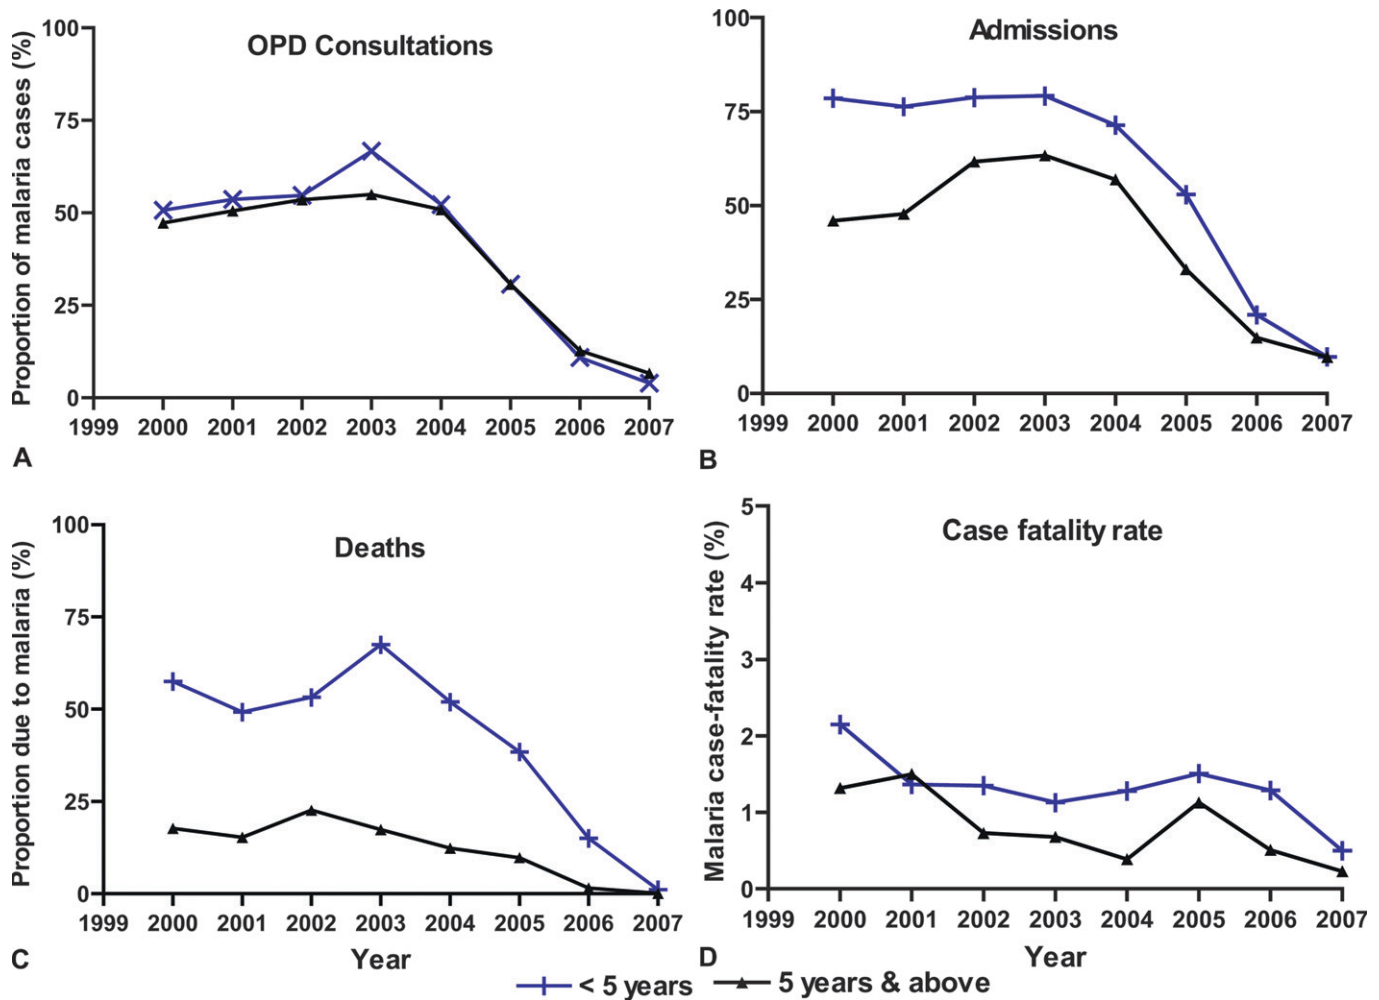 OPD Consultations
Proportion of malaria cases (%)
100
75
50
25
0
1999 2000 2001 2002 2003 2004 2005 2006 2007
A
Admissions
100
75
50
25
0
1999 2000 2001 2002 2003 2004 2005 2006 2007
B
Deaths
Proportion due to malaria (%)
100
75
50
25
0
1999 2000 2001 2002 2003 2004 2005 2006 2007
Year
C
Case fatality rate
Malaria case-fatality rate (%)
5
4
3
2
1
0
1999 2000 2001 2002 2003 2004 2005 2006 2007
Year
D
< 5 years
5 years & above